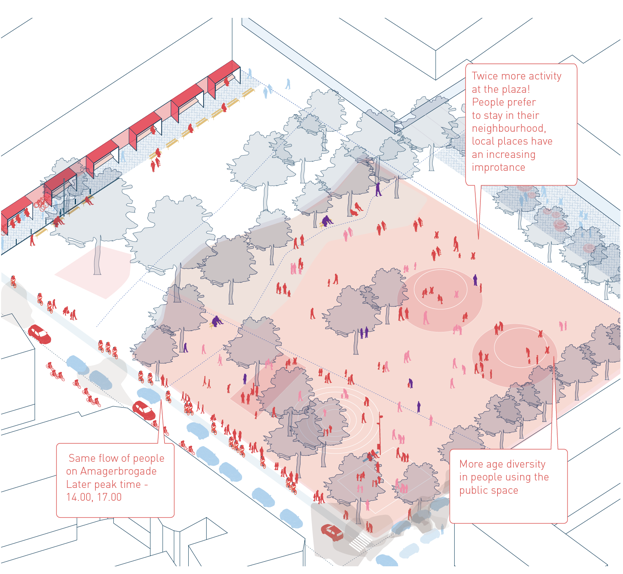 Twice more activity
at the plaza!
People prefer
to stay in their
neighbourhood,
local places have
an increasing
improtance
Same flow of people
on Amagerbrogade
Later peak time -
14.00, 17.00
More age diversity
in people using the
public space